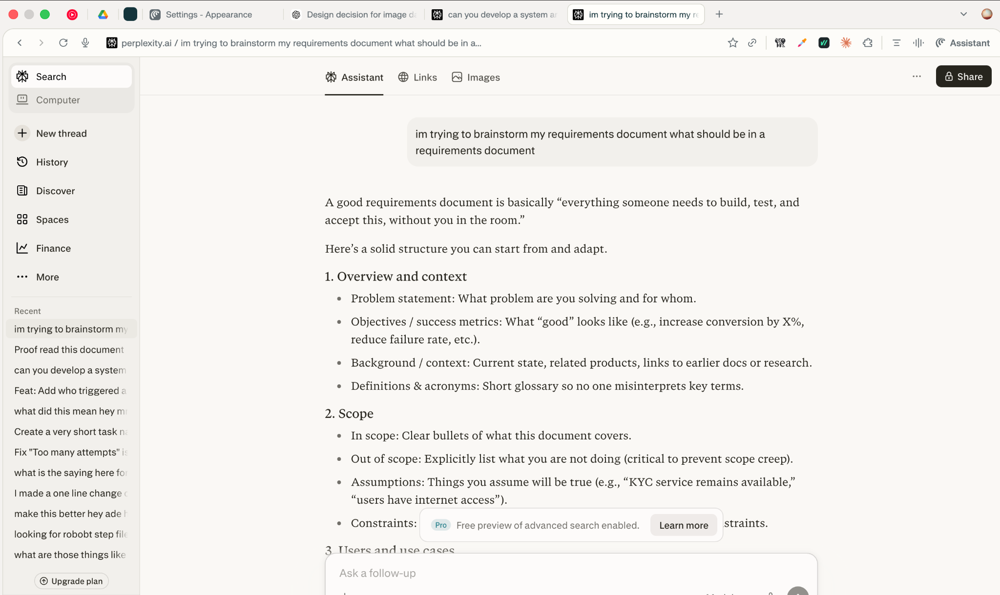 Settings - Appearance
Design decision for image da
can you develop a system ar
im trying to brainstorm my re
perplexity.ai / im trying to brainstorm my requirements document what should be in a...
Assistant
Search
Computer
New thread
History
Discover
Spaces
Finance
More
Recent
im trying to brainstorm my
Proof read this document
can you develop a system
Feat: Add who triggered a
what did this mean hey mr
Create a very short task na
Fix "Too many attempts" is
what is the saying here for
I made a one line change
make this better hey ade h
looking for robobt step file
what are those things like
Upgrade plan
Assistant
Links
Images
Share
im trying to brainstorm my requirements document what should be in a
requirements document
A good requirements document is basically “everything someone needs to build, test, and
accept this, without you in the room.”
Here’s a solid structure you can start from and adapt.
1. Overview and context
• Problem statement: What problem are you solving and for whom.
• Objectives / success metrics: What “good” looks like (e.g., increase conversion by X%,
reduce failure rate, etc.).
• Background / context: Current state, related products, links to earlier docs or research.
• Definitions & acronyms: Short glossary so no one misinterprets key terms.
2. Scope
• In scope: Clear bullets of what this document covers.
• Out of scope: Explicitly list what you are not doing (critical to prevent scope creep).
• Assumptions: Things you assume will be true (e.g., “KYC service remains available,”
“users have internet access”).
• Constraints: straints.
Pro Free preview of advanced search enabled. Learn more
3. Users and use cases
Ask a follow-up